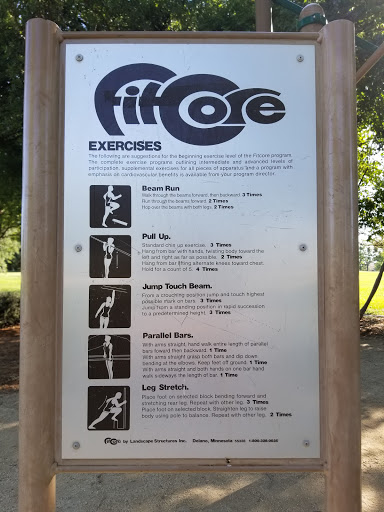 FitCore
EXERCISES
The following are suggestions for the beginning exercise level of the Fitcore program.
The complete exercise programs outlining intermediate and advanced levels of
participation, supplemental exercises for all pieces of apparatus and a program with
emphasis on cardiovascular benefits is available from your program director.
Beam Run
Walk through the beams forward, then backward. 3 Times
Run through the beams forward. 2 Times
Hop over the beams with both legs. 2 Times
Pull Up.
Standard chin up exercise. 3 Times
Hang from bar with hands, twisting body toward the
left and right as far as possible. 2 Times
Hang from bar lifting alternate knees toward chest.
Hold for a count of 5. 4 Times
Jump Touch Beam.
From a crouching position jump and touch highest
possible mark on bars. 3 Times
Jump from a standing position in rapid succession
to a predetermined height. 3 Times
Parallel Bars.
With arms straight, hand walk entire length of parallel
bars foward then backward. 1 Time
With arms straight grasp both bars and dip down
bending at the elbows. Keep feet off ground. 1 Time
With arms straight and both hands on one bar hand
walk sideways the length of bar. 1 Time
Leg Stretch.
Place foot on selected block bending forward and
stretching rear leg. Repeat with other leg. 3 Times
Place foot on selected block. Straighten leg to raise
body using pole to balance. Repeat with other leg. 2 Times
FitCore by Landscape Structures Inc. Delano, Minnesota 55328